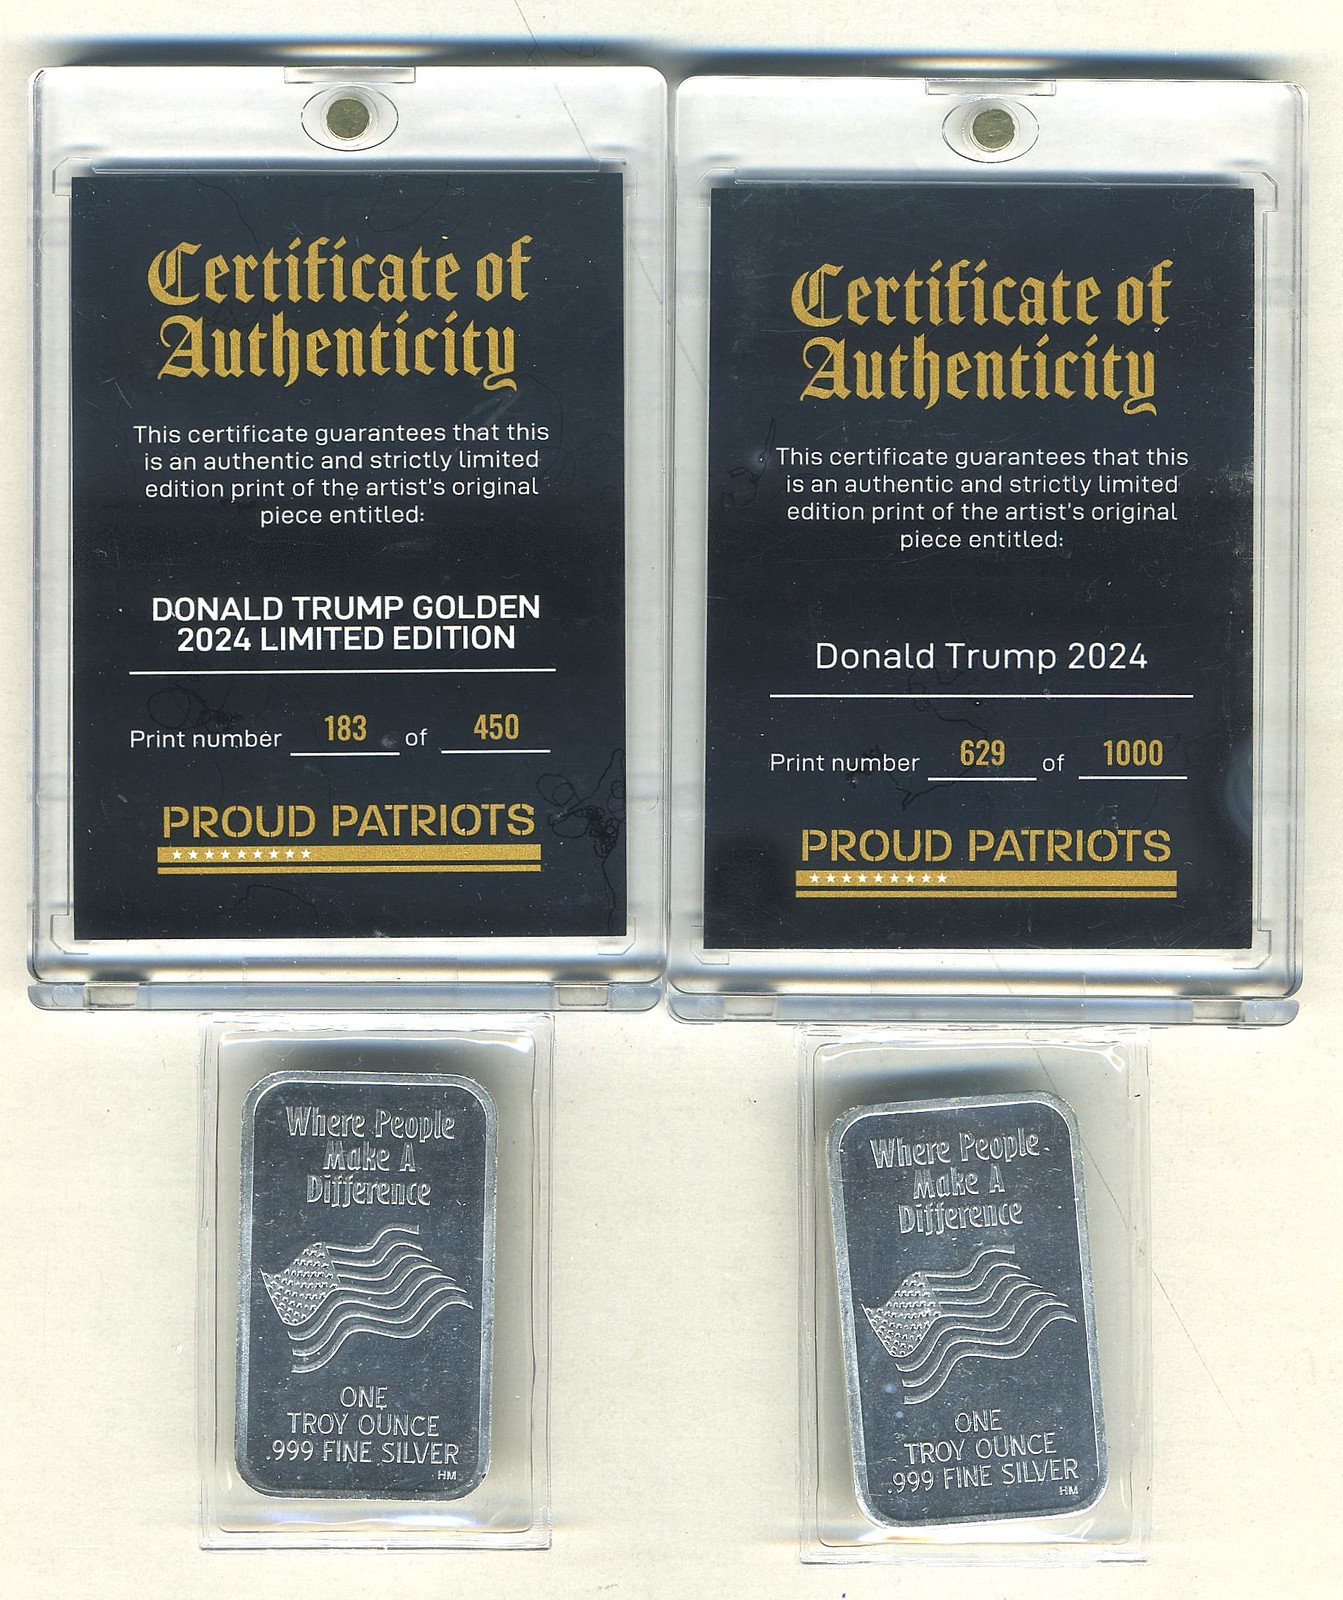 Certificate of
Authenticity
This certificate guarantees that this
is an authentic and strictly limited
edition print of the artist's original
piece entitled:
DONALD TRUMP GOLDEN
2024 LIMITED EDITION
Print number 183 of 450
PROUD PATRIOTS
Certificate of
Authenticity
This certificate guarantees that this
is an authentic and strictly limited
edition print of the artist's original
piece entitled:
Donald Trump 2024
Print number 629 of 1000
PROUD PATRIOTS
Where People
Make A
Difference
ONE
TROY OUNCE
.999 FINE SILVER
HM
Where People
Make A
Difference
ONE
TROY OUNCE
.999 FINE SILVER
HM